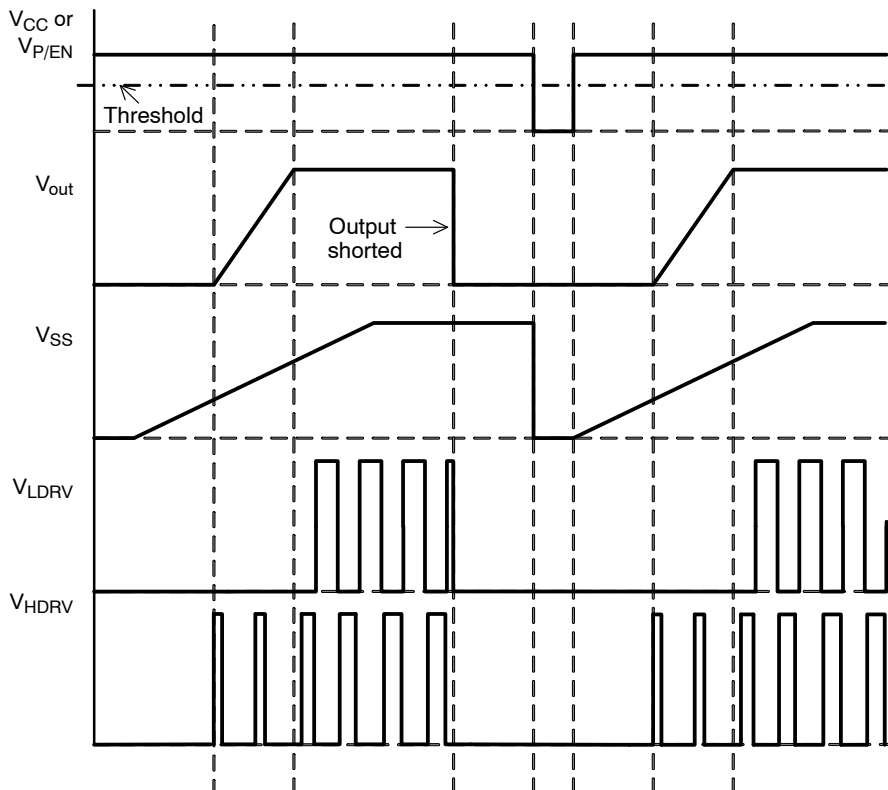 VCC or
VP/EN
Threshold
Vout
Output
shorted
VSS
VLDRV
VHDRV